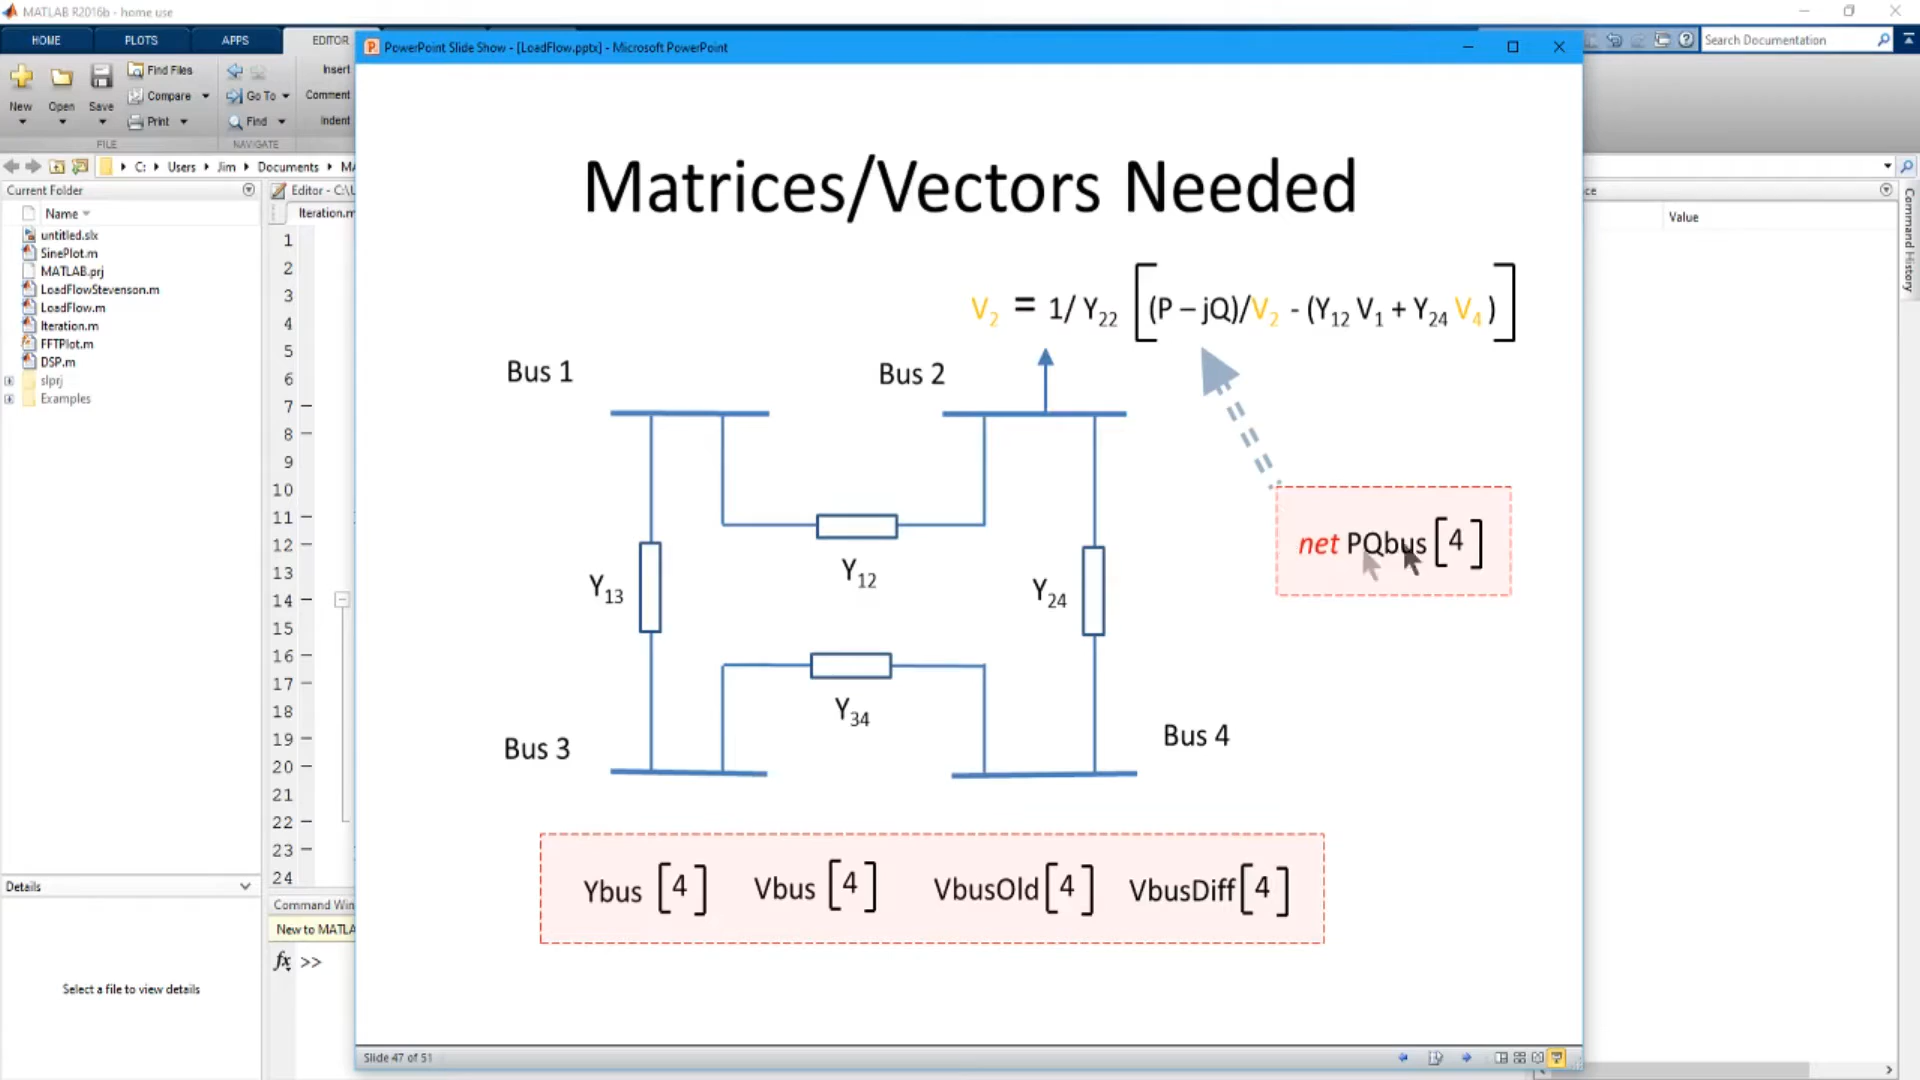 MATLAB R2016b - home use
HOME PLOTS APPS EDITOR
PowerPoint Slide Show - [LoadFlow.pptx] - Microsoft PowerPoint
Search Documentation
New Open Save
Find Files
Compare
Print
Go To
Find
Insert
Comment
Indent
FILE NAVIGATE
C: Users Jim Documents MA
Current Folder
Name
untitled.slx
SinePlot.m
MATLAB.prj
LoadFlowStevenson.m
LoadFlow.m
Iteration.m
FFTPlot.m
DSP.m
slprj
Examples
Details
Select a file to view details
Editor - C:\U
Iteration.m
1
2
3
4
5
6
7
8
9
10
11
12
13
14
15
16
17
18
19
20
21
22
23
24
Command Win
New to MATLA
fx >>
Matrices/Vectors Needed
V2 = 1/ Y22 [(P – jQ)/V2 - (Y12 V1 + Y24 V4 )]
Bus 1
Bus 2
Y12
Y13
Y24
net PQbus [4]
Y34
Bus 3
Bus 4
Ybus [4] Vbus [4] VbusOld [4] VbusDiff [4]
Slide 47 of 51
ce
Value
Command History